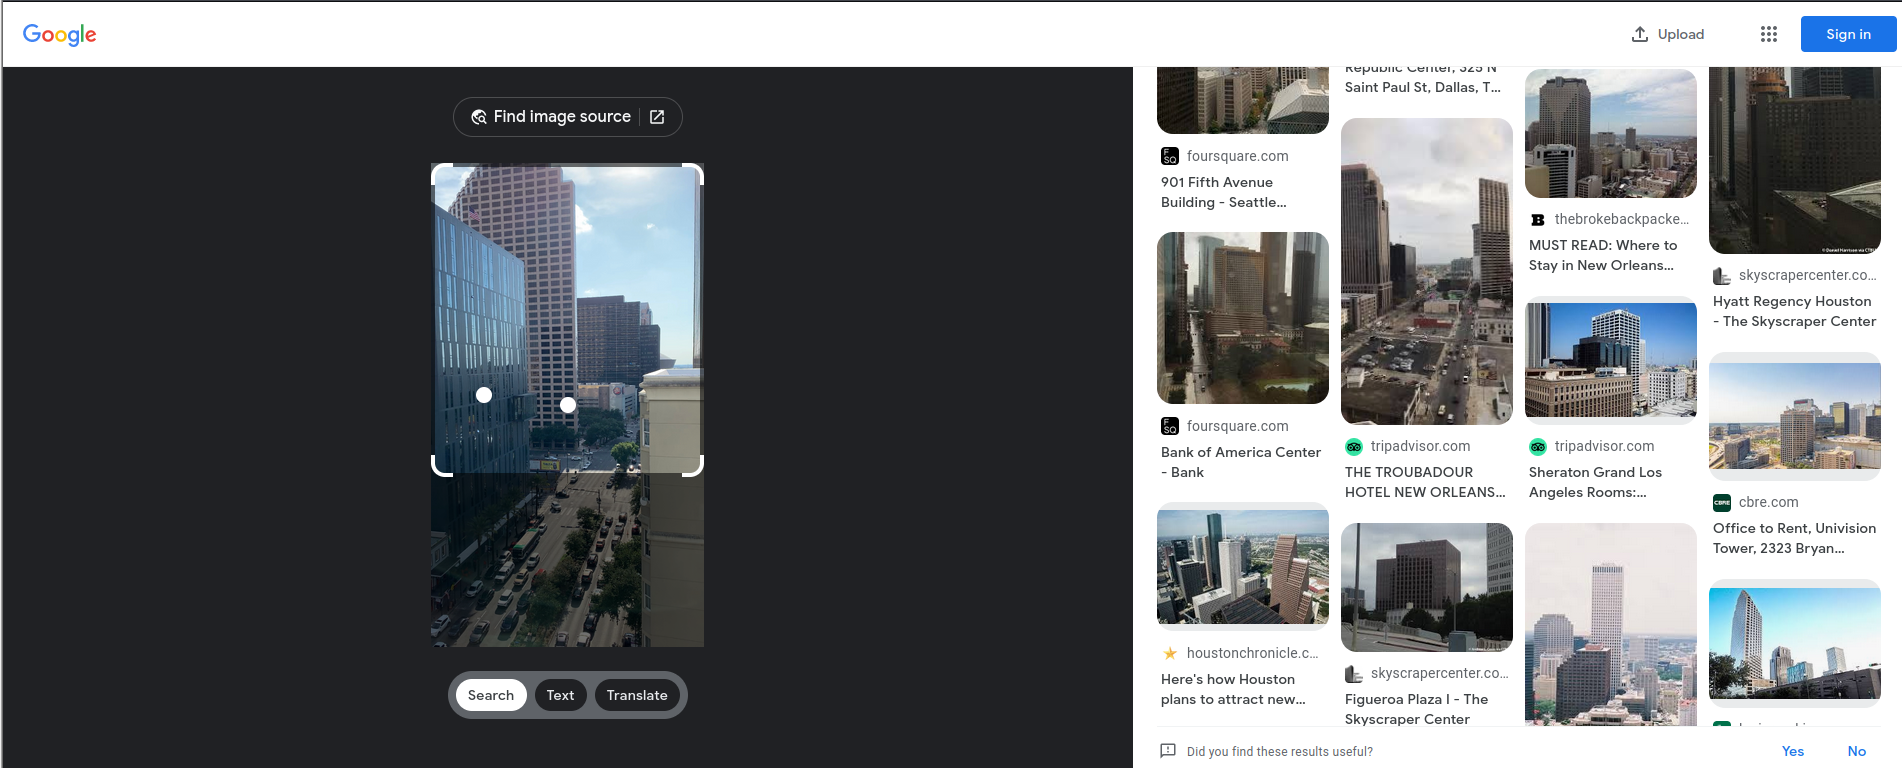 Google
Upload
Sign in
Find image source
Search
Text
Translate
foursquare.com
901 Fifth Avenue
Building - Seattle...
foursquare.com
Bank of America Center
- Bank
houstonchronicle.c...
Here's how Houston
plans to attract new...
Republic Center, 325 N
Saint Paul St, Dallas, T...
tripadvisor.com
THE TROUBADOUR
HOTEL NEW ORLEANS...
skyscrapercenter.co...
Figueroa Plaza I - The
Skyscraper Center
thebrokebackpacke...
MUST READ: Where to
Stay in New Orleans...
tripadvisor.com
Sheraton Grand Los
Angeles Rooms:...
skyscrapercenter.co...
Hyatt Regency Houston
- The Skyscraper Center
cbre.com
Office to Rent, Univision
Tower, 2323 Bryan...
Did you find these results useful?
Yes
No